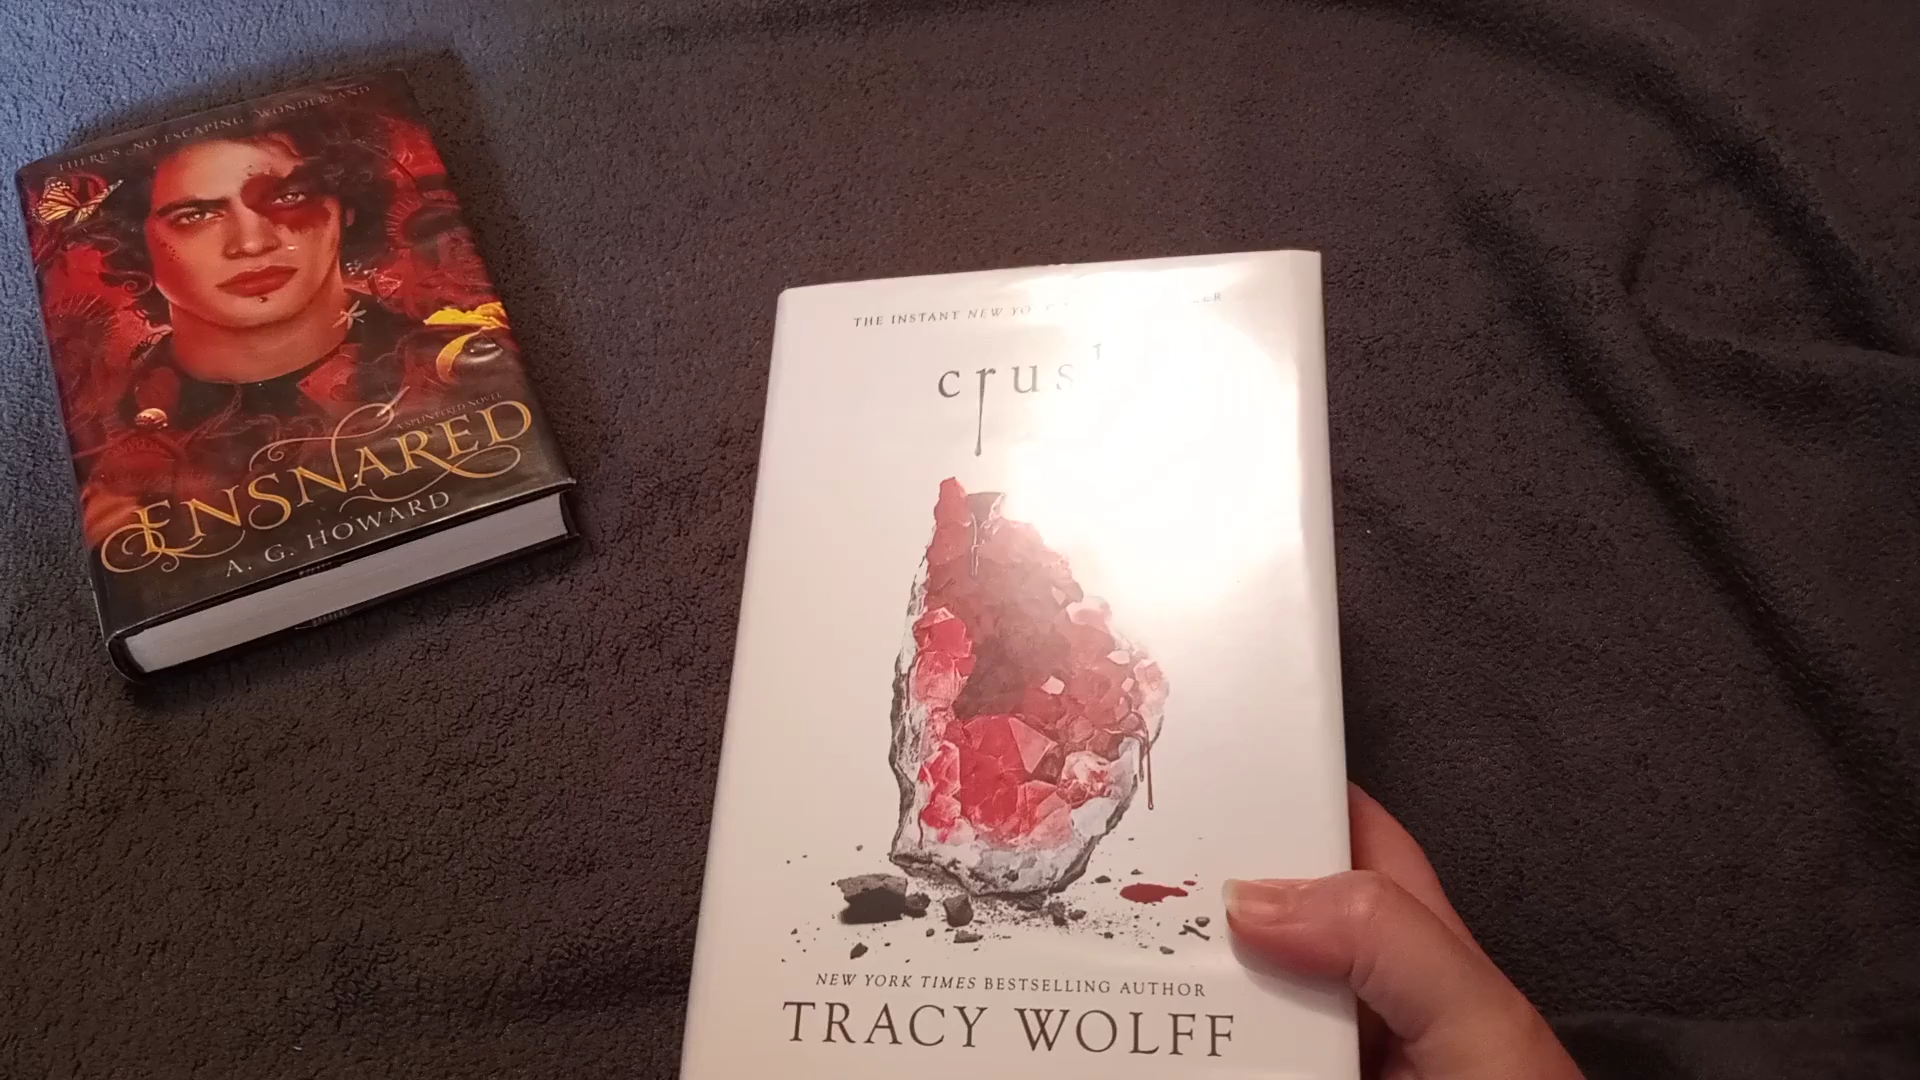 THERE'S NO ESCAPING WONDERLAND
A SPLINTERED NOVEL
ENSNARED
A. G. HOWARD
THE INSTANT NEW
crus
NEW YORK TIMES BESTSELLING AUTHOR
TRACY WOLFF